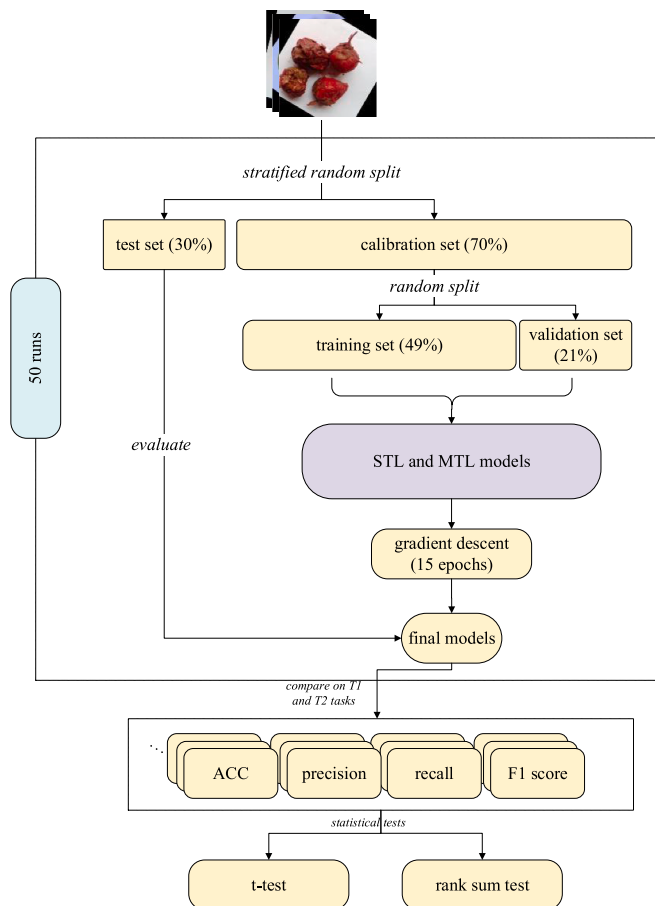 stratified random split
test set (30%)
calibration set (70%)
random split
training set (49%)
validation set
(21%)
50 runs
evaluate
STL and MTL models
gradient descent
(15 epochs)
final models
compare on T1
and T2 tasks
ACC
precision
recall
F1 score
statistical tests
t-test
rank sum test